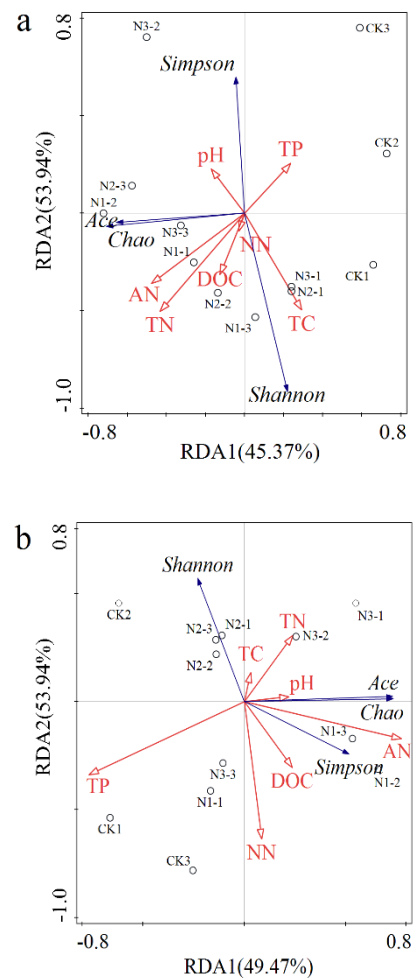 a
0.8
N3-2
CK3
Simpson
CK2
pH
TP
N2-3
N1-2
Ace
Chao
N3-3
NN
N1-1
DOC
CK1
AN
N3-1
N2-2
N2-1
TN
N1-3
TC
Shannon
-1.0
-0.8
0.8
RDA1(45.37%)
RDA2(53.94%)
b
0.8
Shannon
CK2
N2-1
TN
N3-1
N2-3
N3-2
N2-2
TC
pH
Ace
Chao
N1-3
AN
Simpson
N3-3
DOC
N1-2
TP
N1-1
CK1
NN
CK3
-1.0
-0.8
0.8
RDA1(49.47%)
RDA2(53.94%)